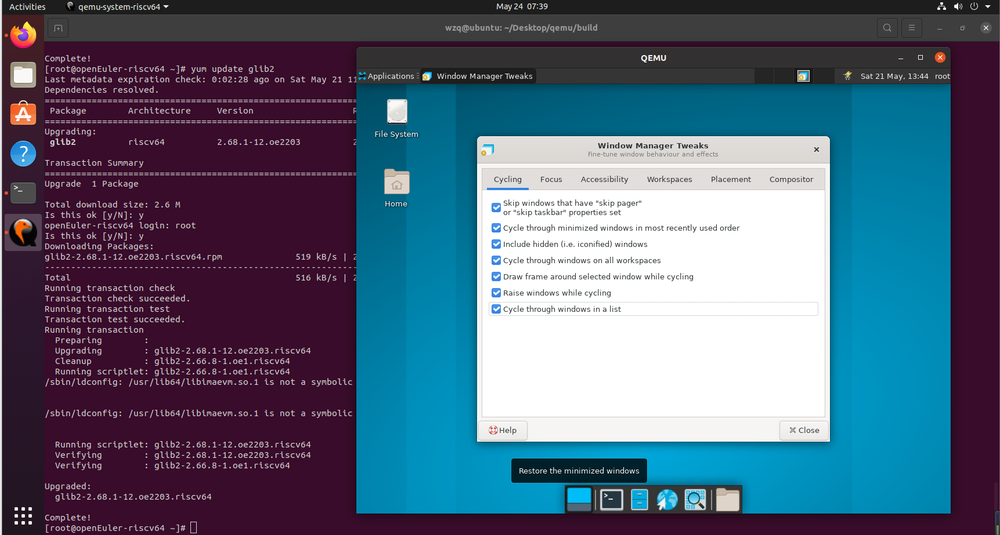 Activities
qemu-system-riscv64
May 24 07:39
wzq@ubuntu: ~/Desktop/qemu/build
Complete!
[root@openEuler-riscv64 ~]# yum update glib2
Last metadata expiration check: 0:02:28 ago on Sat May 21 11
Dependencies resolved.
================================================================
Package Architecture Version R
================================================================
Upgrading:
glib2 riscv64 2.68.1-12.oe2203 2
Transaction Summary
================================================================
Upgrade 1 Package
Total download size: 2.6 M
Is this ok [y/N]: y
openEuler-riscv64 login: root
Is this ok [y/N]: y
Downloading Packages:
glib2-2.68.1-12.oe2203.riscv64.rpm 519 kB/s | 2
----------------------------------------------------------------
Total 516 kB/s | 2
Running transaction check
Transaction check succeeded.
Running transaction test
Transaction test succeeded.
Running transaction
Preparing :
Upgrading : glib2-2.68.1-12.oe2203.riscv64
Cleanup : glib2-2.66.8-1.oe1.riscv64
Running scriptlet: glib2-2.66.8-1.oe1.riscv64
/sbin/ldconfig: /usr/lib64/libimaevm.so.1 is not a symbolic
/sbin/ldconfig: /usr/lib64/libimaevm.so.1 is not a symbolic
Running scriptlet: glib2-2.68.1-12.oe2203.riscv64
Verifying : glib2-2.68.1-12.oe2203.riscv64
Verifying : glib2-2.66.8-1.oe1.riscv64
Upgraded:
glib2-2.68.1-12.oe2203.riscv64
Complete!
[root@openEuler-riscv64 ~]#
QEMU
Applications
Window Manager Tweaks
Sat 21 May, 13:44
root
File System
Home
Window Manager Tweaks
Fine-tune window behaviour and effects
Cycling
Focus
Accessibility
Workspaces
Placement
Compositor
Skip windows that have "skip pager"
or "skip taskbar" properties set
Cycle through minimized windows in most recently used order
Include hidden (i.e. iconified) windows
Cycle through windows on all workspaces
Draw frame around selected window while cycling
Raise windows while cycling
Cycle through windows in a list
Help
Close
Restore the minimized windows